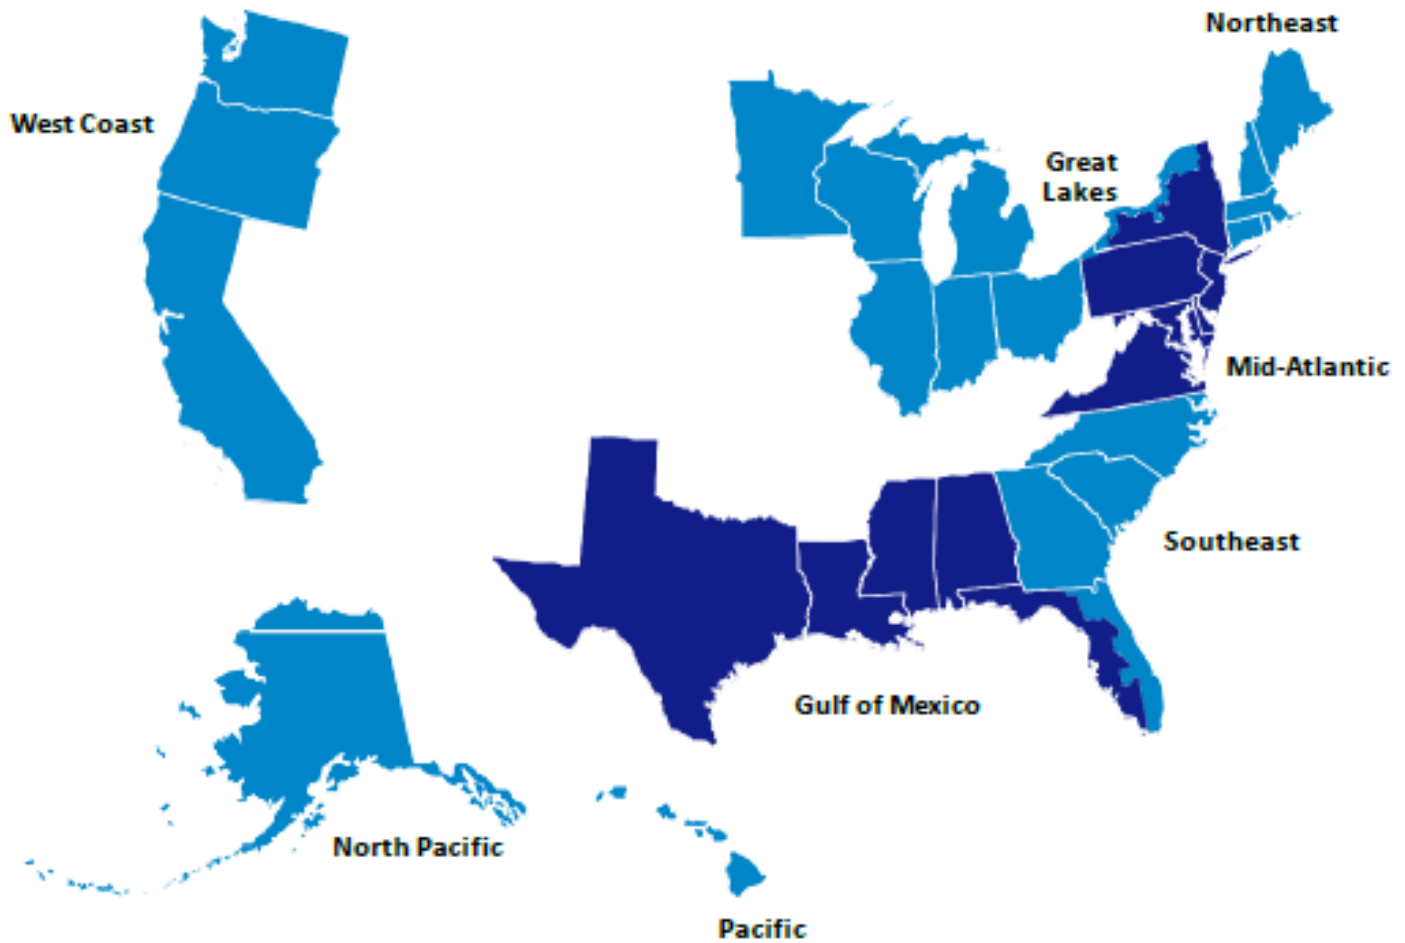 Northeast
West Coast
Great
Lakes
Mid-Atlantic
Southeast
Gulf of Mexico
North Pacific
Pacific